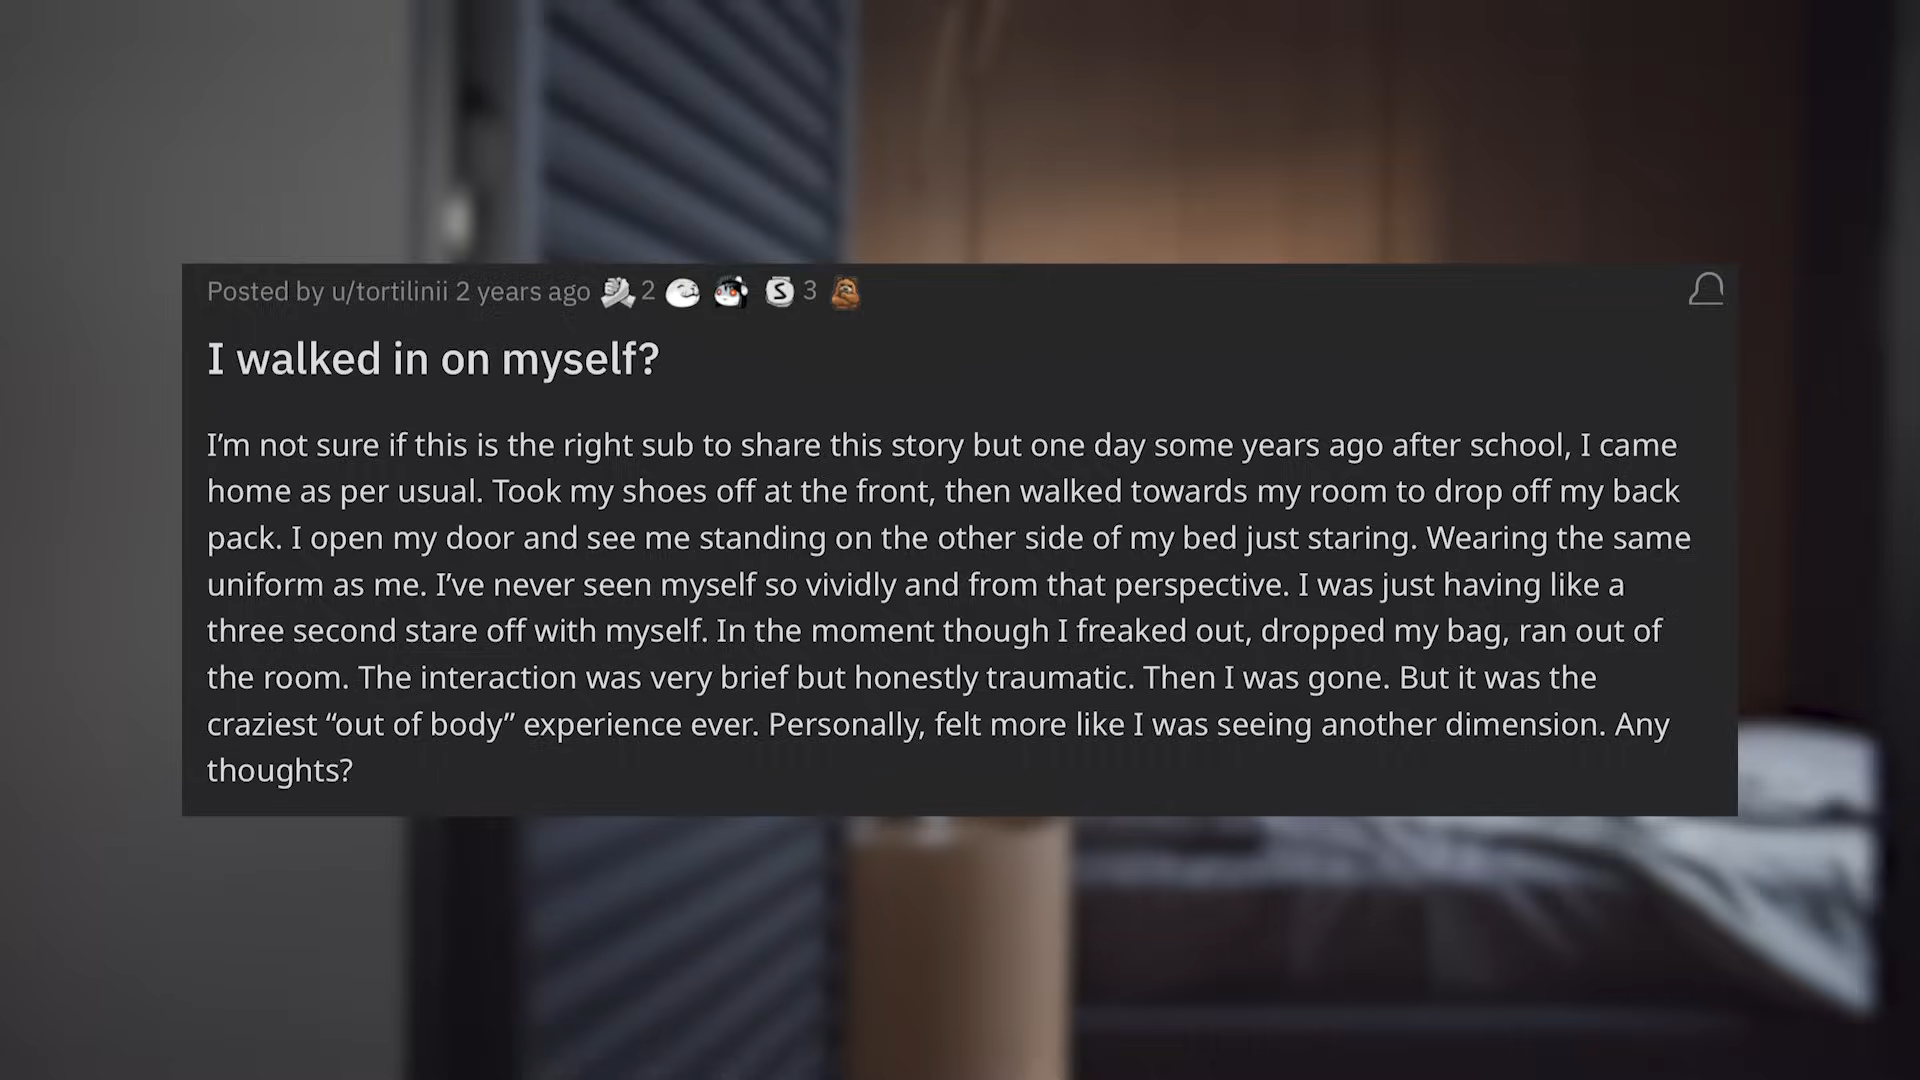 Posted by u/tortilinii 2 years ago 2 S 3
I walked in on myself?
I’m not sure if this is the right sub to share this story but one day some years ago after school, I came
home as per usual. Took my shoes off at the front, then walked towards my room to drop off my back
pack. I open my door and see me standing on the other side of my bed just staring. Wearing the same
uniform as me. I’ve never seen myself so vividly and from that perspective. I was just having like a
three second stare off with myself. In the moment though I freaked out, dropped my bag, ran out of
the room. The interaction was very brief but honestly traumatic. Then I was gone. But it was the
craziest “out of body” experience ever. Personally, felt more like I was seeing another dimension. Any
thoughts?